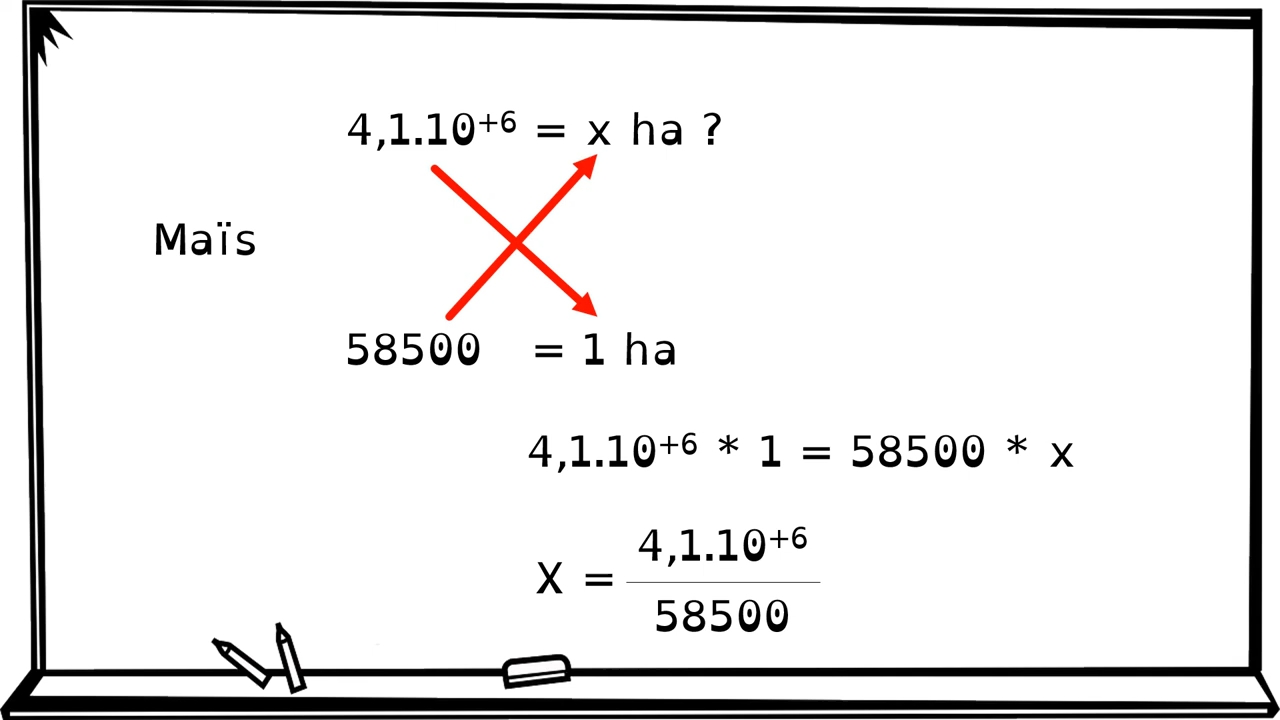 4,1.10⁺⁶ = x ha ?
Maïs
58500 = 1 ha
4,1.10⁺⁶ * 1 = 58500 * x
X = 4,1.10⁺⁶
58500